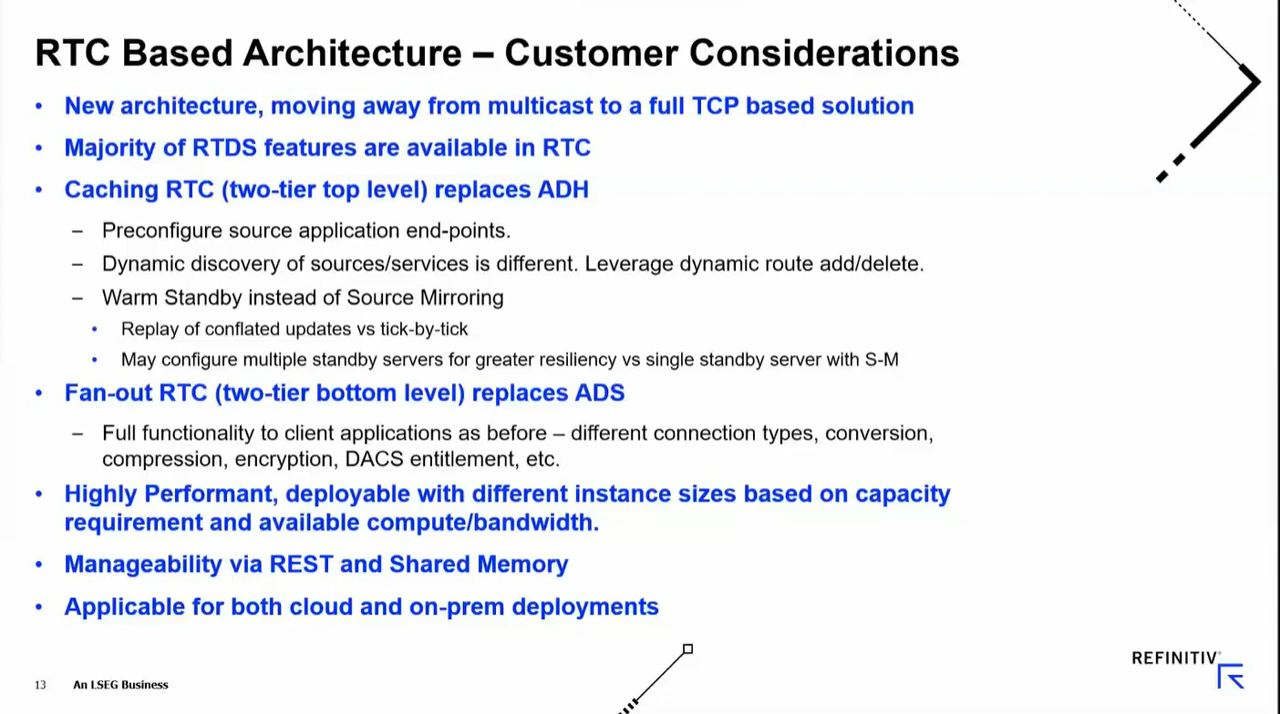 RTC Based Architecture – Customer Considerations
• New architecture, moving away from multicast to a full TCP based solution
• Majority of RTDS features are available in RTC
• Caching RTC (two-tier top level) replaces ADH
– Preconfigure source application end-points.
– Dynamic discovery of sources/services is different. Leverage dynamic route add/delete.
– Warm Standby instead of Source Mirroring
• Replay of conflated updates vs tick-by-tick
• May configure multiple standby servers for greater resiliency vs single standby server with S-M
• Fan-out RTC (two-tier bottom level) replaces ADS
– Full functionality to client applications as before – different connection types, conversion,
compression, encryption, DACS entitlement, etc.
• Highly Performant, deployable with different instance sizes based on capacity
requirement and available compute/bandwidth.
• Manageability via REST and Shared Memory
• Applicable for both cloud and on-prem deployments
REFINITIV
13 An LSEG Business